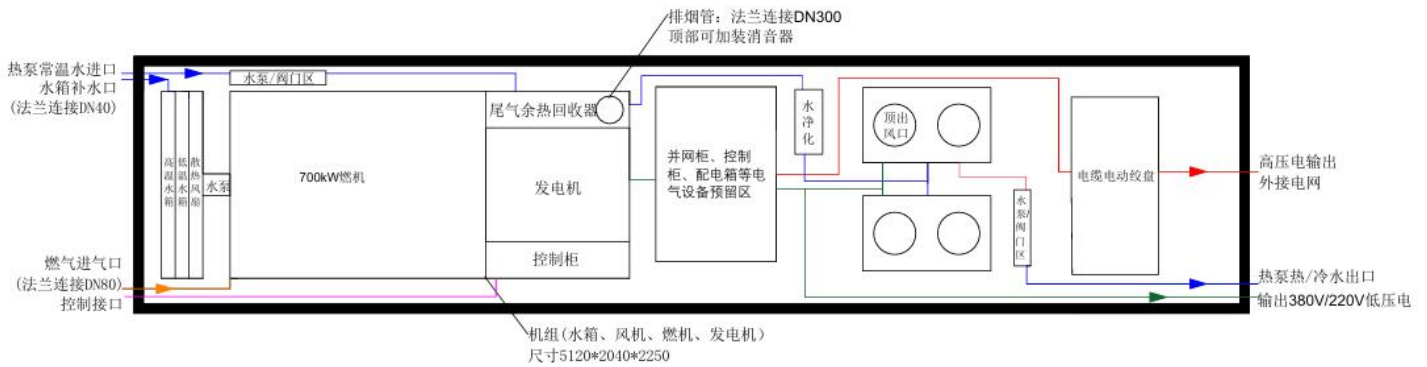 排烟管：法兰连接DN300
顶部可加装消音器
热泵常温水进口
水箱补水口
(法兰连接DN40)
水泵/阀门区
高温水箱
低温水箱
散热风扇
水泵
700kW燃机
尾气余热回收器
发电机
控制柜
并网柜、控制
柜、配电箱等电
气设备预留区
水净化
顶出
风口
水泵/阀门区
电缆电动绞盘
高压电输出
外接电网
燃气进气口
(法兰连接DN80)
控制接口
热泵热/冷水出口
输出380V/220V低压电
机组(水箱、风机、燃机、发电机)
尺寸5120*2040*2250